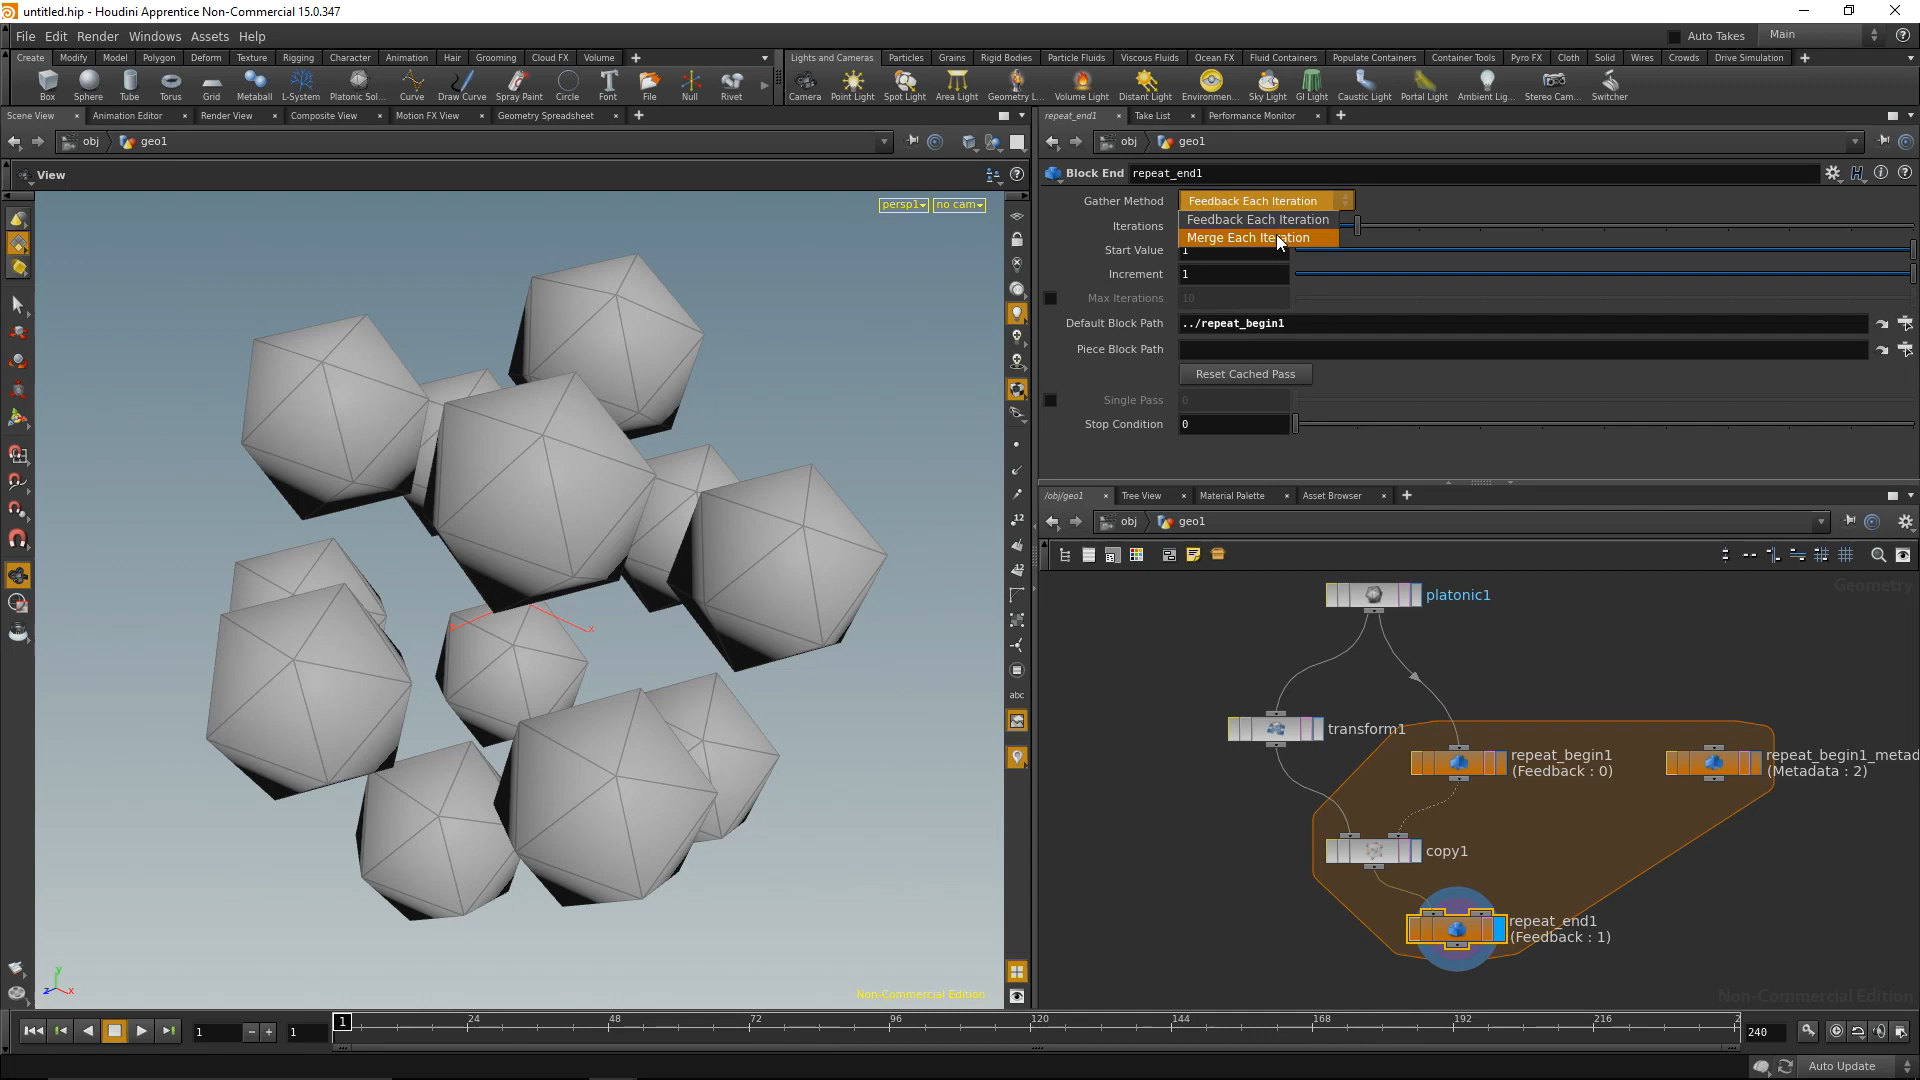 untitled.hip - Houdini Apprentice Non-Commercial 15.0.347
File Edit Render Windows Assets Help
Auto Takes Main
Create Modify Model Polygon Deform Texture Rigging Character Animation Hair Grooming Cloud FX Volume
Lights and Cameras Particles Grains Rigid Bodies Particle Fluids Viscous Fluids Ocean FX Fluid Containers Populate Containers Container Tools Pyro FX Cloth Solid Wires Crowds Drive Simulation
Box Sphere Tube Torus Grid Metaball L-System Platonic Sol... Curve Draw Curve Spray Paint Circle Font File Null Rivet
Camera Point Light Spot Light Area Light Geometry L... Volume Light Distant Light Environmen... Sky Light GI Light Caustic Light Portal Light Ambient Lig... Stereo Cam... Switcher
Scene View Animation Editor Render View Composite View Motion FX View Geometry Spreadsheet
repeat_end1 Take List Performance Monitor
obj geo1
obj geo1
View
persp1 no cam
Block End repeat_end1
Gather Method Feedback Each Iteration
Feedback Each Iteration
Merge Each Iteration
Iterations
Start Value 1
Increment 1
Max Iterations 10
Default Block Path ../repeat_begin1
Piece Block Path
Reset Cached Pass
Single Pass 0
Stop Condition 0
/obj/geo1 Tree View Material Palette Asset Browser
obj geo1
Geometry
platonic1
transform1
repeat_begin1
(Feedback : 0)
repeat_begin1_metad
(Metadata : 2)
copy1
repeat_end1
(Feedback : 1)
Non-Commercial Edition
12
12
abc
x
y
z x
Non-Commercial Edition
1 1 1 24 48 72 96 120 144 168 192 216 2 240
Auto Update